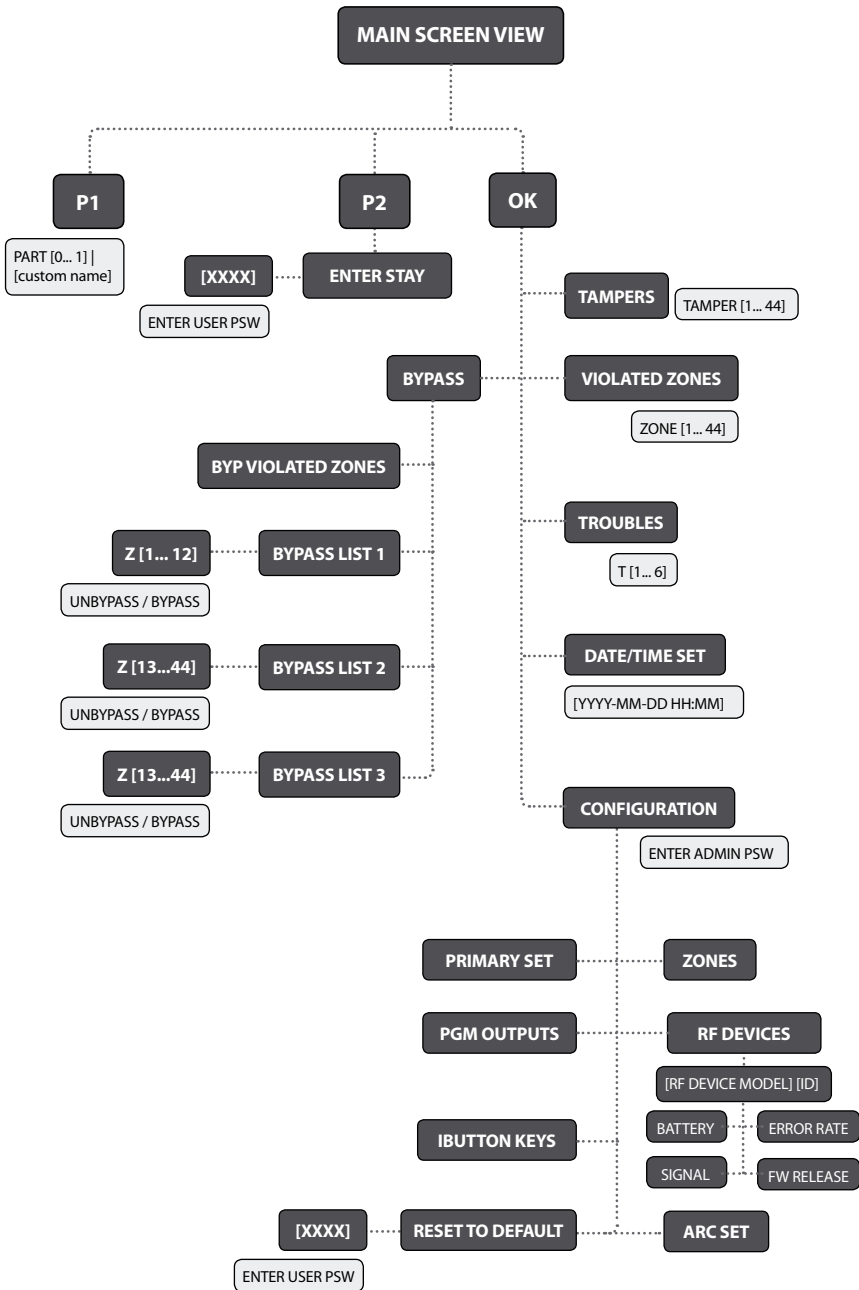 MAIN SCREEN VIEW
P1
P2
OK
PART [0... 1] |
[custom name]
[XXXX]
ENTER STAY
ENTER USER PSW
TAMPERS
TAMPER [1... 44]
BYPASS
VIOLATED ZONES
ZONE [1... 44]
BYP VIOLATED ZONES
Z [1... 12]
BYPASS LIST 1
UNBYPASS / BYPASS
TROUBLES
T [1... 6]
Z [13...44]
BYPASS LIST 2
UNBYPASS / BYPASS
DATE/TIME SET
[YYYY-MM-DD HH:MM]
Z [13...44]
BYPASS LIST 3
UNBYPASS / BYPASS
CONFIGURATION
ENTER ADMIN PSW
PRIMARY SET
ZONES
PGM OUTPUTS
RF DEVICES
[RF DEVICE MODEL] [ID]
BATTERY
ERROR RATE
IBUTTON KEYS
SIGNAL
FW RELEASE
[XXXX]
RESET TO DEFAULT
ARC SET
ENTER USER PSW